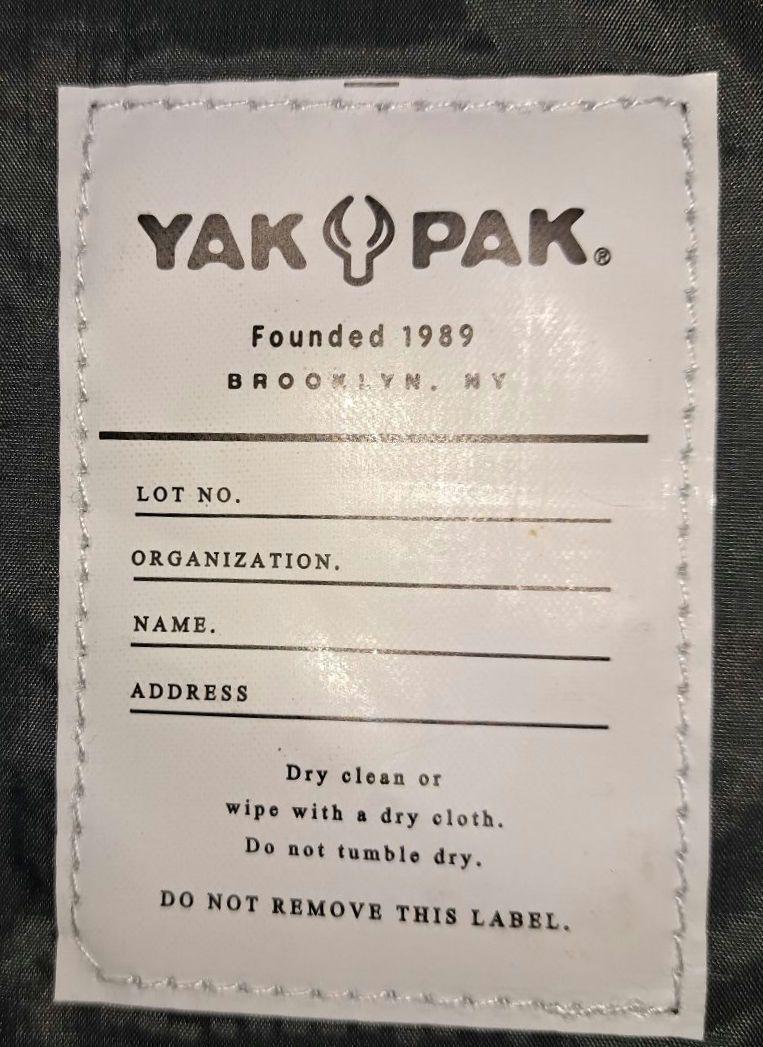 YAK PAK®
Founded 1989
BROOKLYN. NY
LOT NO.
ORGANIZATION.
NAME.
ADDRESS
Dry clean or
wipe with a dry cloth.
Do not tumble dry.
DO NOT REMOVE THIS LABEL.